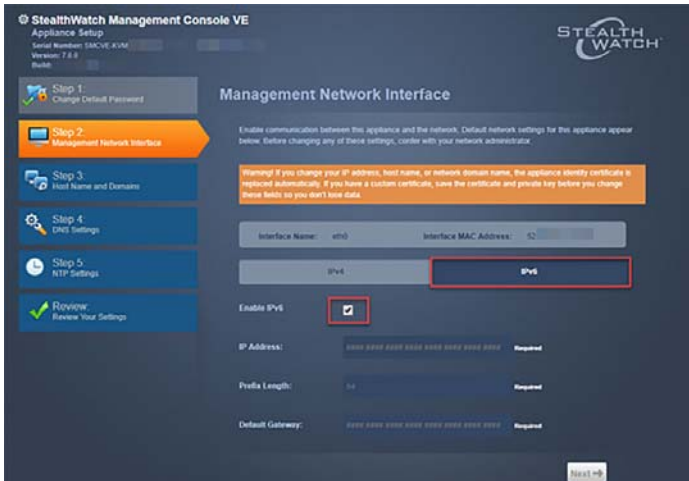 StealthWatch Management Console VE
Appliance Setup
Serial Number: SMCVE-KVM
Version: 7.0.0
Build:
STEALTH
WATCH
Step 1:
Change Default Password
Step 2:
Management Network Interface
Step 3:
Host Name and Domains
Step 4:
DNS Settings
Step 5:
NTP Settings
Review:
Review Your Settings
Management Network Interface
Enable communication between this appliance and the network. Default network settings for this appliance appear
below. Before changing any of these settings, confer with your network administrator.
Warning! If you change your IP address, host name, or network domain name, the appliance identity certificate is
replaced automatically. If you have a custom certificate, save the certificate and private key before you change
these fields so you don't lose data.
Interface Name: eth0 Interface MAC Address: 52
IPv4 IPv6
Enable IPv6
IP Address: #### #### #### #### #### #### #### #### Required
Prefix Length: 64 Required
Default Gateway: #### #### #### #### #### #### #### #### Required
Next